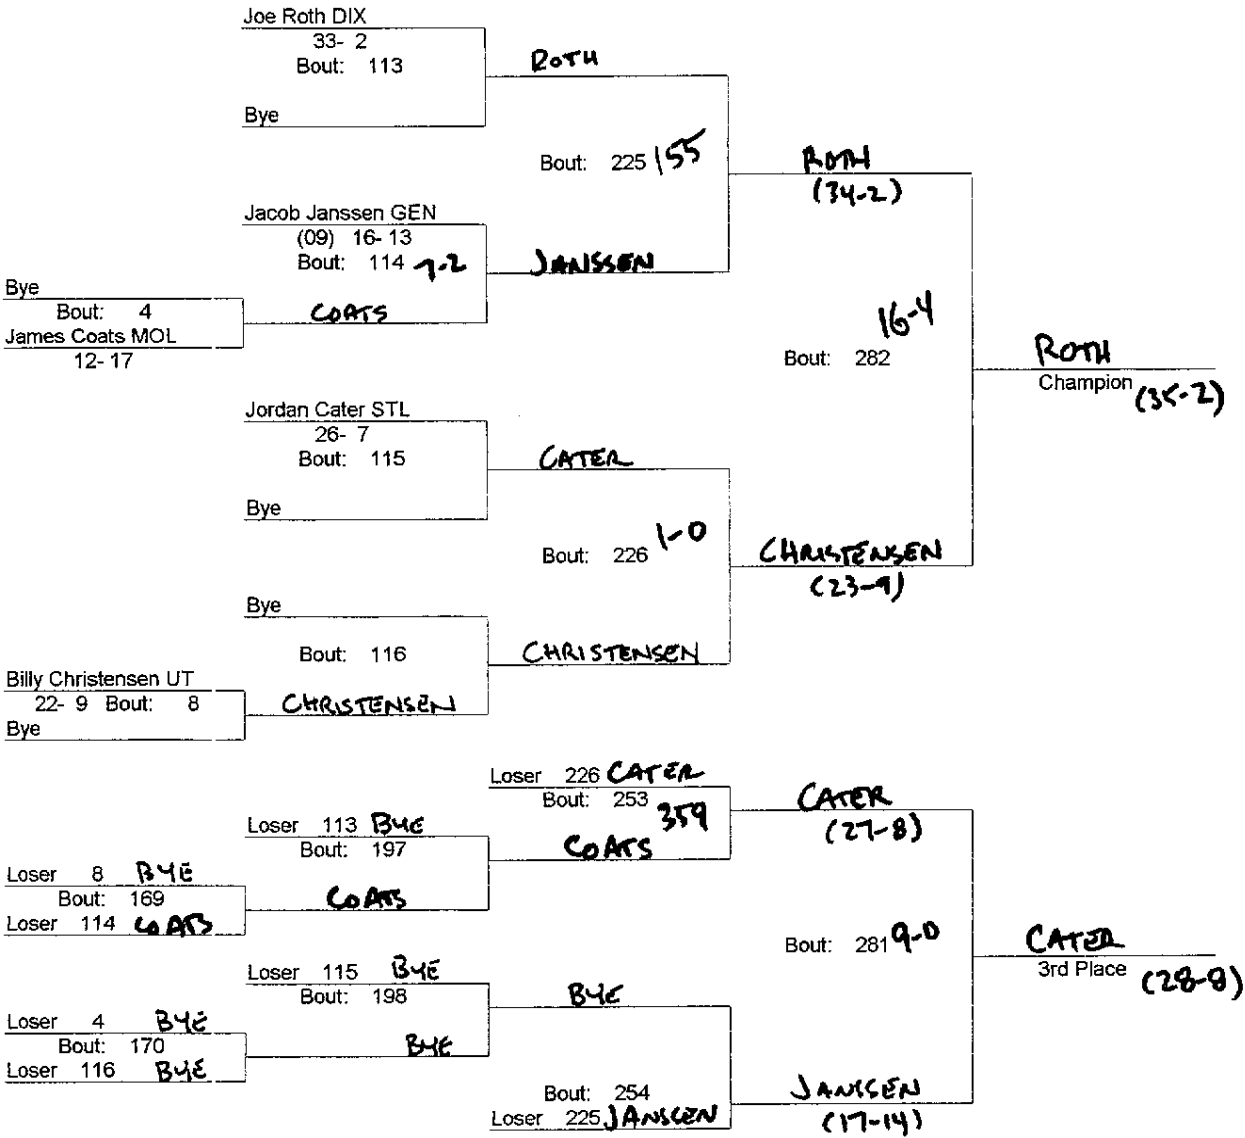 Joe Roth DIX
33- 2
Bout: 113
ROTH
Bye
Bout: 225 155
ROTH
(34-2)
Jacob Janssen GEN
(09) 16- 13
Bout: 114 7-2
JANSSEN
Bye
Bout: 4
COATS
James Coats MOL
12- 17
16-4
Bout: 282
ROTH
Champion (35-2)
Jordan Cater STL
26- 7
Bout: 115
CATER
Bye
Bout: 226 1-0
CHRISTENSEN
(23-9)
Bye
Bout: 116
CHRISTENSEN
Billy Christensen UT
22- 9 Bout: 8
CHRISTENSEN
Bye
Loser 226 CATER
Bout: 253 359
CATER
(27-8)
Loser 113 BYE
Bout: 197
COATS
Loser 8 BYE
Bout: 169
COATS
Loser 114 COATS
Bout: 281 9-0
CATER
3rd Place (28-8)
Loser 115 BYE
Bout: 198
BYE
Loser 4 BYE
Bout: 170
BYE
Loser 116 BYE
Bout: 254
JANSSEN
Loser 225 JANSSEN
(17-14)